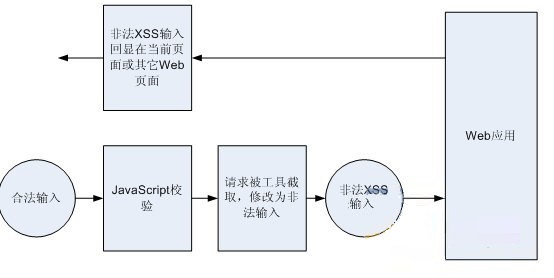 非法XSS输入
回显在当前页
面或其它Web
页面
Web应用
合法输入
JavaScript校
验
请求被工具截
取，修改为非
法输入
非法XSS
输入